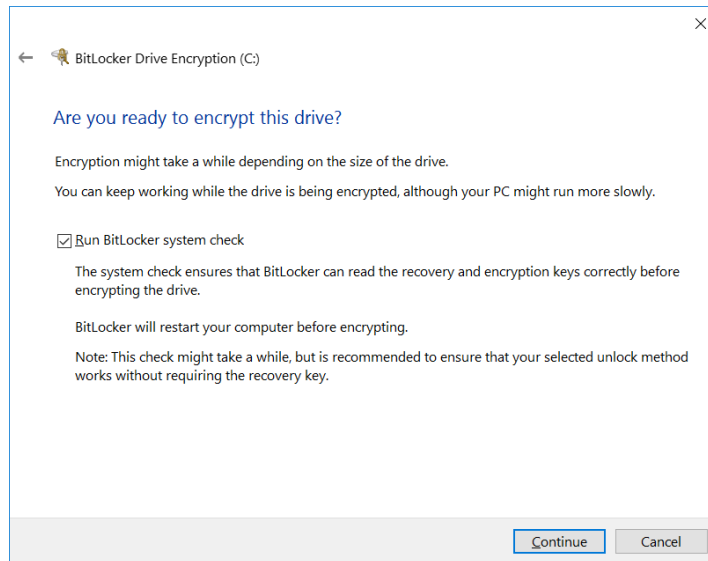 BitLocker Drive Encryption (C:)
Are you ready to encrypt this drive?
Encryption might take a while depending on the size of the drive.
You can keep working while the drive is being encrypted, although your PC might run more slowly.
Run BitLocker system check
The system check ensures that BitLocker can read the recovery and encryption keys correctly before
encrypting the drive.
BitLocker will restart your computer before encrypting.
Note: This check might take a while, but is recommended to ensure that your selected unlock method
works without requiring the recovery key.
Continue Cancel